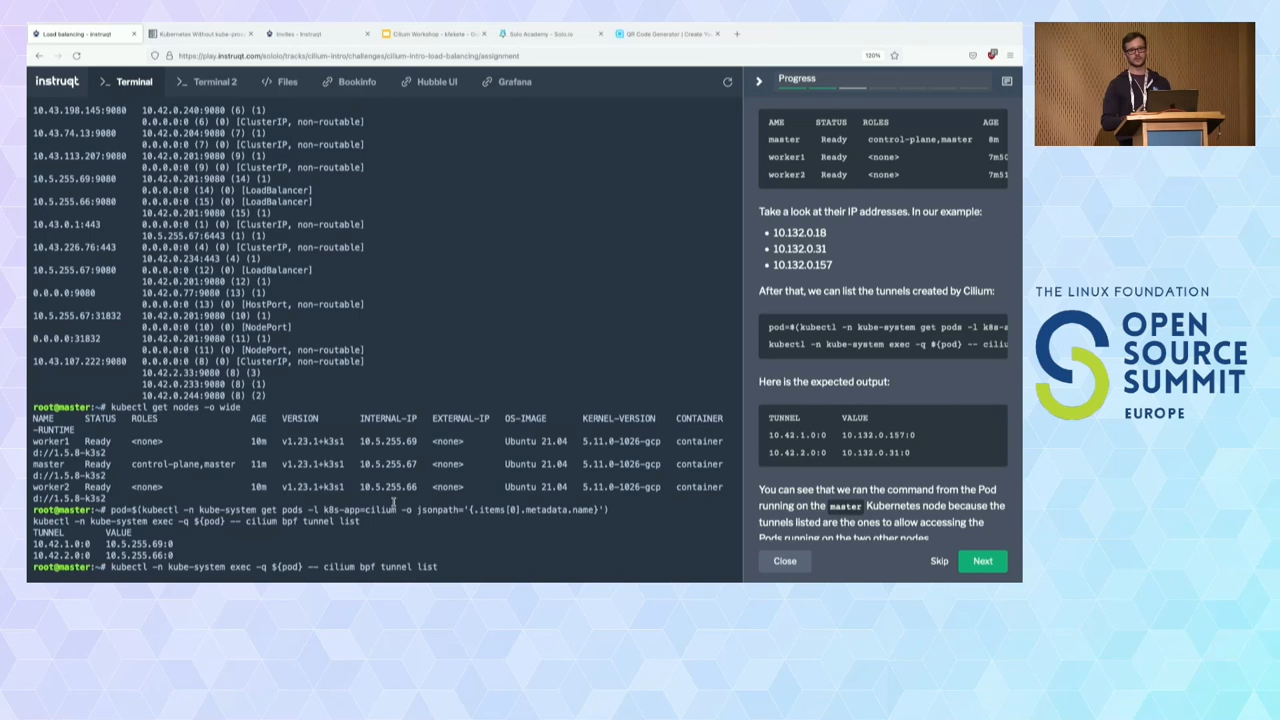 Load balancing - Instruqt
Kubernetes Without kube-prox
Invites - Instruqt
Cilium Workshop - Makete - Go
Solo Academy - Solo.io
QR Code Generator | Create You
https://play.instruqt.com/soloio/tracks/cilium-intro/challenges/cilium-intro-load-balancing/assignment
120%
instruqt
>_ Terminal
>_ Terminal 2
</> Files
Bookinfo
Hubble UI
Grafana
10.43.198.145:9080 10.42.0.240:9080 (6) (1)
0.0.0.0:0 (6) (0) [ClusterIP, non-routable]
10.43.74.13:9080 10.42.0.204:9080 (7) (1)
0.0.0.0:0 (7) (0) [ClusterIP, non-routable]
10.43.113.207:9080 10.42.0.201:9080 (9) (1)
0.0.0.0:0 (9) (0) [ClusterIP, non-routable]
10.5.255.69:9080 10.42.0.201:9080 (14) (1)
0.0.0.0:0 (14) (0) [LoadBalancer]
10.5.255.66:9080 0.0.0.0:0 (15) (0) [LoadBalancer]
10.42.0.201:9080 (15) (1)
10.43.0.1:443 0.0.0.0:0 (1) (0) [ClusterIP, non-routable]
10.5.255.67:6443 (1) (1)
10.43.226.76:443 0.0.0.0:0 (4) (0) [ClusterIP, non-routable]
10.42.0.234:443 (4) (1)
10.5.255.67:9080 0.0.0.0:0 (12) (0) [LoadBalancer]
10.42.0.201:9080 (12) (1)
0.0.0.0:9080 10.42.0.77:9080 (13) (1)
0.0.0.0:0 (13) (0) [HostPort, non-routable]
10.5.255.67:31832 10.42.0.201:9080 (10) (1)
0.0.0.0:0 (10) (0) [NodePort]
0.0.0.0:31832 10.42.0.201:9080 (11) (1)
0.0.0.0:0 (11) (0) [NodePort, non-routable]
10.43.107.222:9080 0.0.0.0:0 (8) (0) [ClusterIP, non-routable]
10.42.2.33:9080 (8) (3)
10.42.0.233:9080 (8) (1)
10.42.0.244:9080 (8) (2)
root@master:~# kubectl get nodes -o wide
NAME STATUS ROLES AGE VERSION INTERNAL-IP EXTERNAL-IP OS-IMAGE KERNEL-VERSION CONTAINER
-RUNTIME
worker1 Ready <none> 10m v1.23.1+k3s1 10.5.255.69 <none> Ubuntu 21.04 5.11.0-1026-gcp container
d://1.5.8-k3s2
master Ready control-plane,master 11m v1.23.1+k3s1 10.5.255.67 <none> Ubuntu 21.04 5.11.0-1026-gcp container
d://1.5.8-k3s2
worker2 Ready <none> 10m v1.23.1+k3s1 10.5.255.66 <none> Ubuntu 21.04 5.11.0-1026-gcp container
d://1.5.8-k3s2
root@master:~# pod=$(kubectl -n kube-system get pods -l k8s-app=cilium -o jsonpath='{.items[0].metadata.name}')
kubectl -n kube-system exec -q ${pod} -- cilium bpf tunnel list
TUNNEL VALUE
10.42.1.0:0 10.5.255.69:0
10.42.2.0:0 10.5.255.66:0
root@master:~# kubectl -n kube-system exec -q ${pod} -- cilium bpf tunnel list
Progress
AME STATUS ROLES AGE
master Ready control-plane,master 8m
worker1 Ready <none> 7m50
worker2 Ready <none> 7m51
Take a look at their IP addresses. In our example:
• 10.132.0.18
• 10.132.0.31
• 10.132.0.157
After that, we can list the tunnels created by Cilium:
pod=$(kubectl -n kube-system get pods -l k8s-a
kubectl -n kube-system exec -q ${pod} -- ciliu
Here is the expected output:
TUNNEL VALUE
10.42.1.0:0 10.132.0.157:0
10.42.2.0:0 10.132.0.31:0
You can see that we ran the command from the Pod
running on the master Kubernetes node because the
tunnels listed are the ones to allow accessing the
Pods running on the two other nodes.
Close
Skip
Next
THE LINUX FOUNDATION
OPEN
SOURCE
SUMMIT
EUROPE